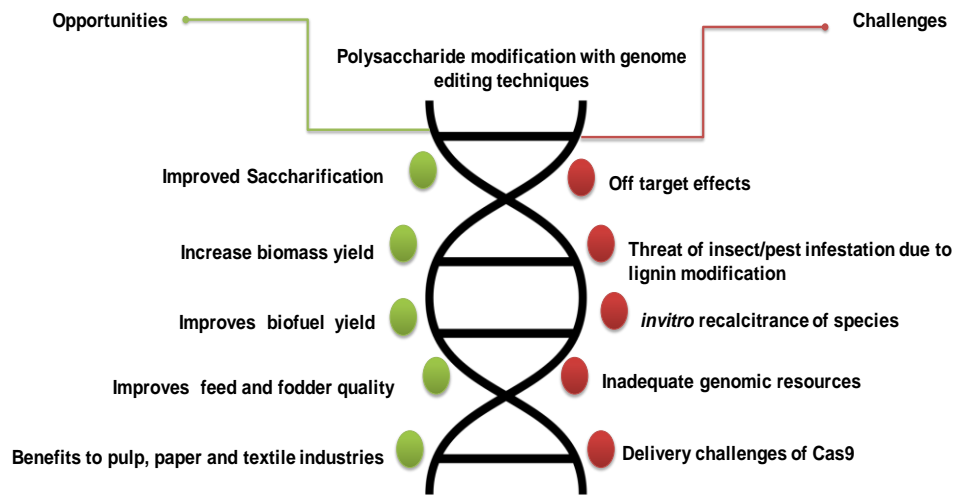 Opportunities
Challenges
Polysaccharide modification with genome
editing techniques
Improved Saccharification
Off target effects
Increase biomass yield
Threat of insect/pest infestation due to
lignin modification
Improves biofuel yield
invitro recalcitrance of species
Improves feed and fodder quality
Inadequate genomic resources
Benefits to pulp, paper and textile industries
Delivery challenges of Cas9